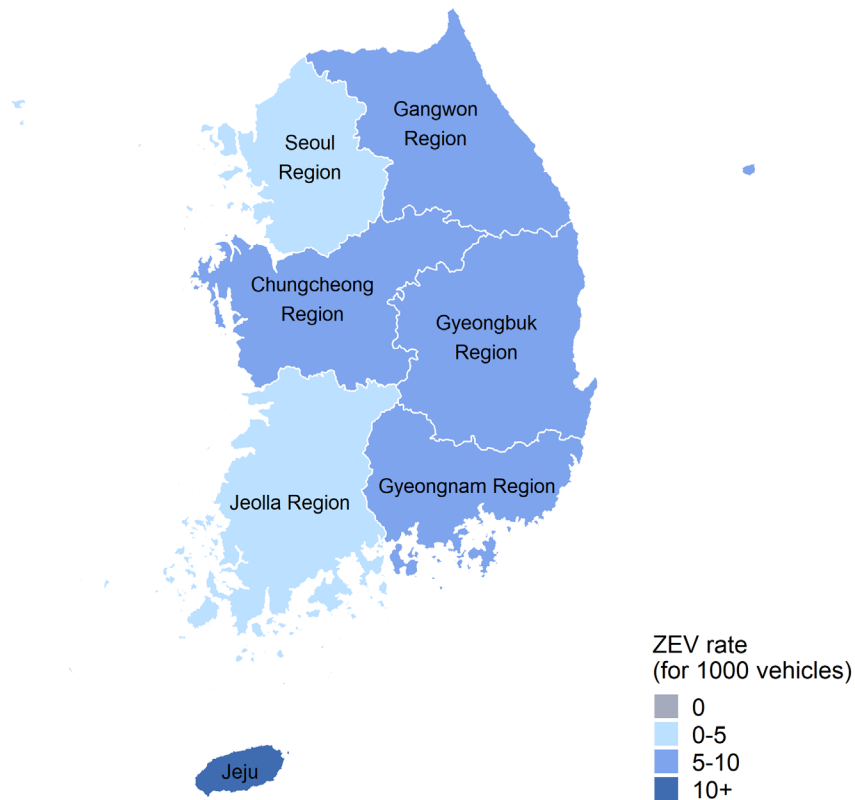 Gangwon
Region
Seoul
Region
Chungcheong
Region
Gyeongbuk
Region
Gyeongnam Region
Jeolla Region
Jeju
ZEV rate
(for 1000 vehicles)
0
0-5
5-10
10+